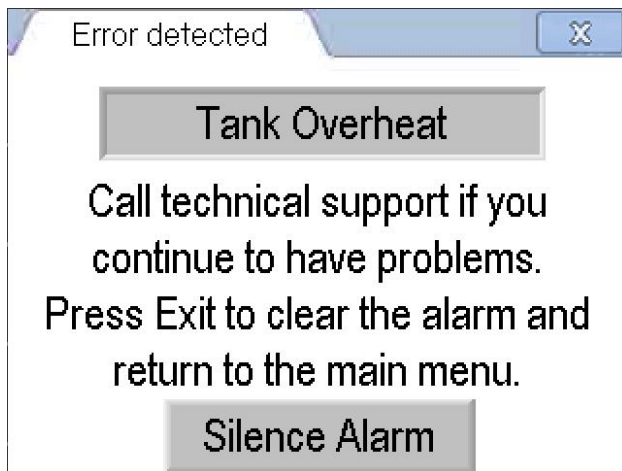 Error detected
Tank Overheat
Call technical support if you
continue to have problems.
Press Exit to clear the alarm and
return to the main menu.
Silence Alarm